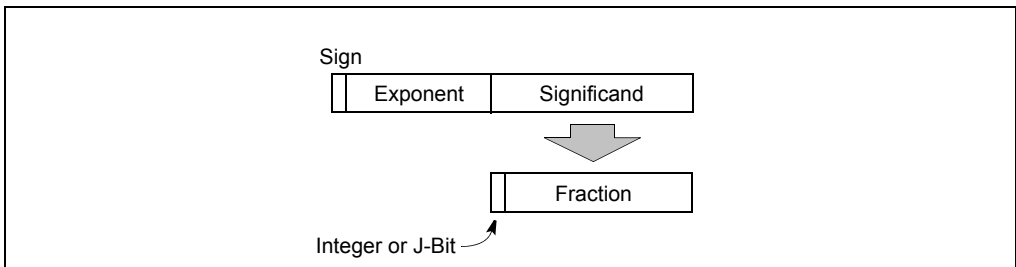 Sign
Exponent Significand
Fraction
Integer or J-Bit